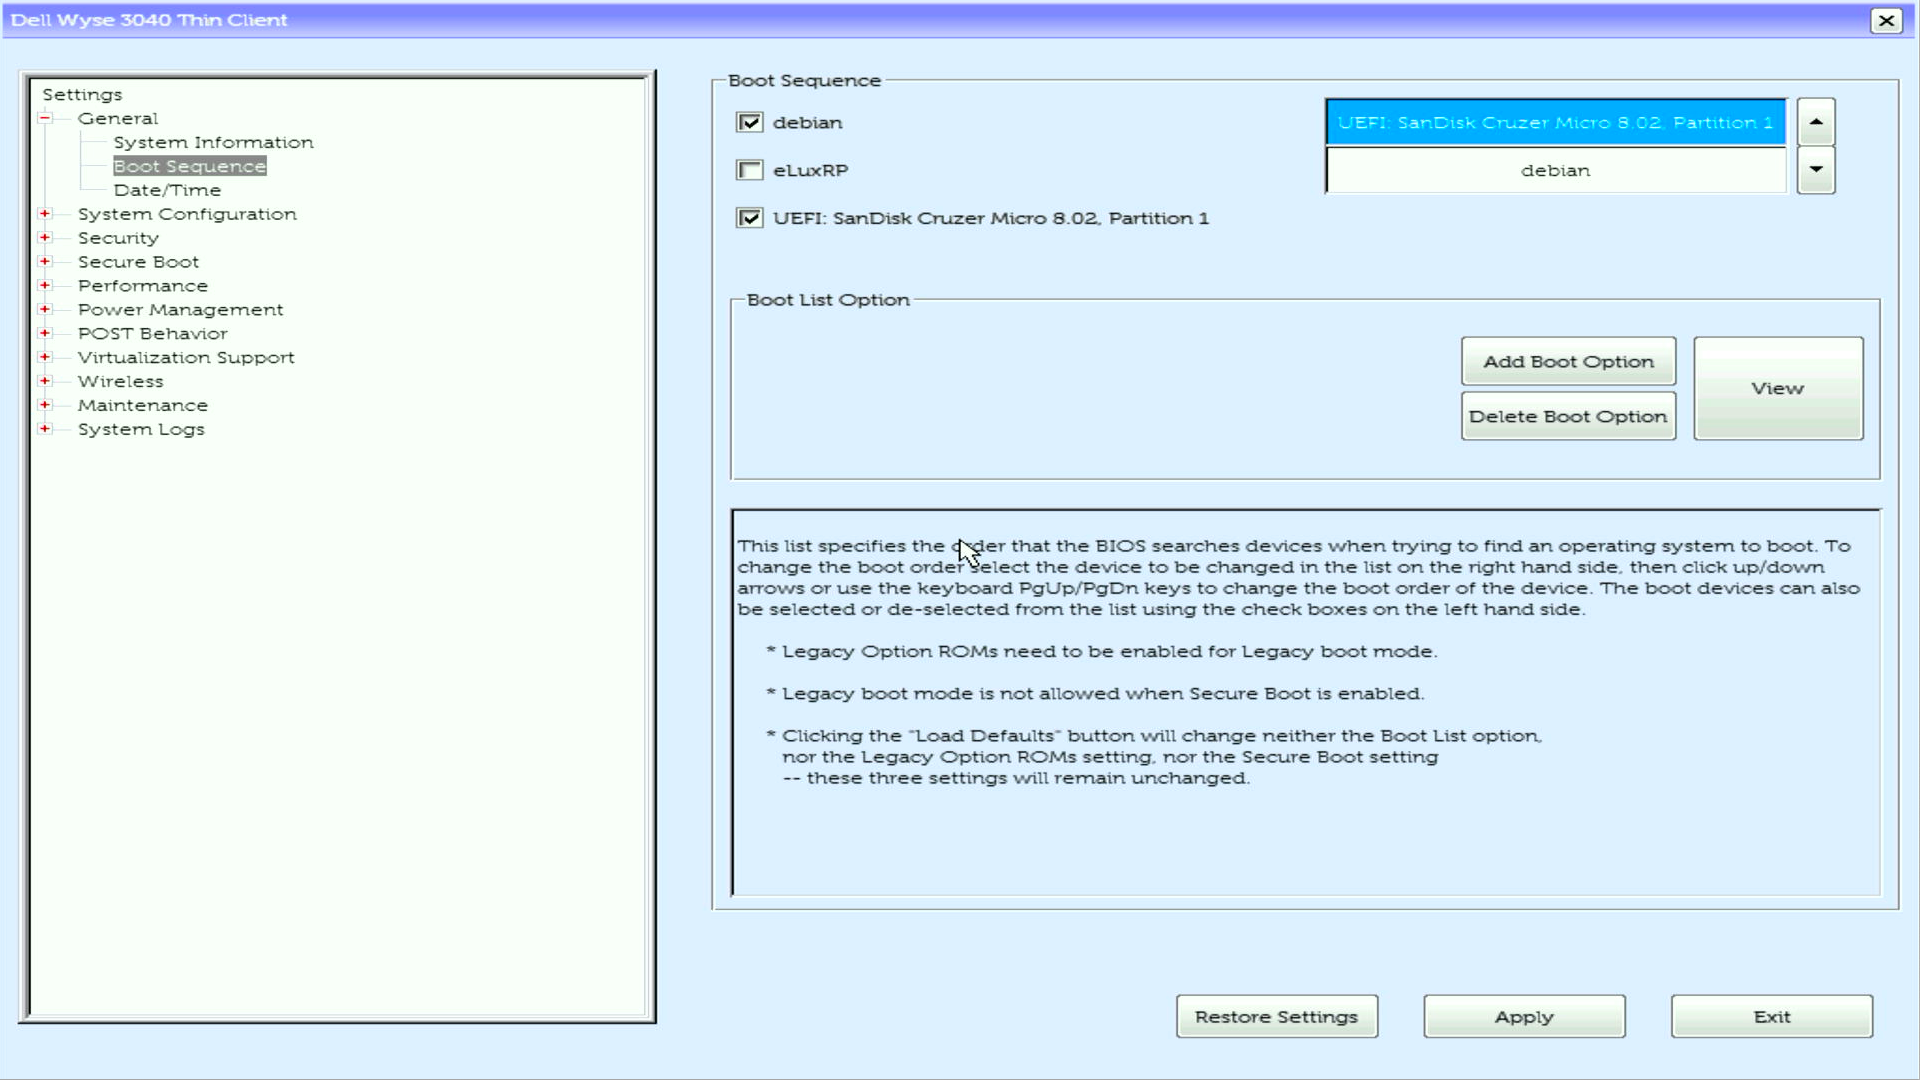 Dell Wyse 3040 Thin Client
Settings
General
System Information
Boot Sequence
Date/Time
System Configuration
Security
Secure Boot
Performance
Power Management
POST Behavior
Virtualization Support
Wireless
Maintenance
System Logs
Boot Sequence
debian
eLuxRP
UEFI: SanDisk Cruzer Micro 8.02, Partition 1
UEFI: SanDisk Cruzer Micro 8.02, Partition 1
debian
Boot List Option
Add Boot Option
Delete Boot Option
View
This list specifies the order that the BIOS searches devices when trying to find an operating system to boot. To
change the boot order select the device to be changed in the list on the right hand side, then click up/down
arrows or use the keyboard PgUp/PgDn keys to change the boot order of the device. The boot devices can also
be selected or de-selected from the list using the check boxes on the left hand side.
* Legacy Option ROMs need to be enabled for Legacy boot mode.
* Legacy boot mode is not allowed when Secure Boot is enabled.
* Clicking the "Load Defaults" button will change neither the Boot List option,
nor the Legacy Option ROMs setting, nor the Secure Boot setting
-- these three settings will remain unchanged.
Restore Settings
Apply
Exit